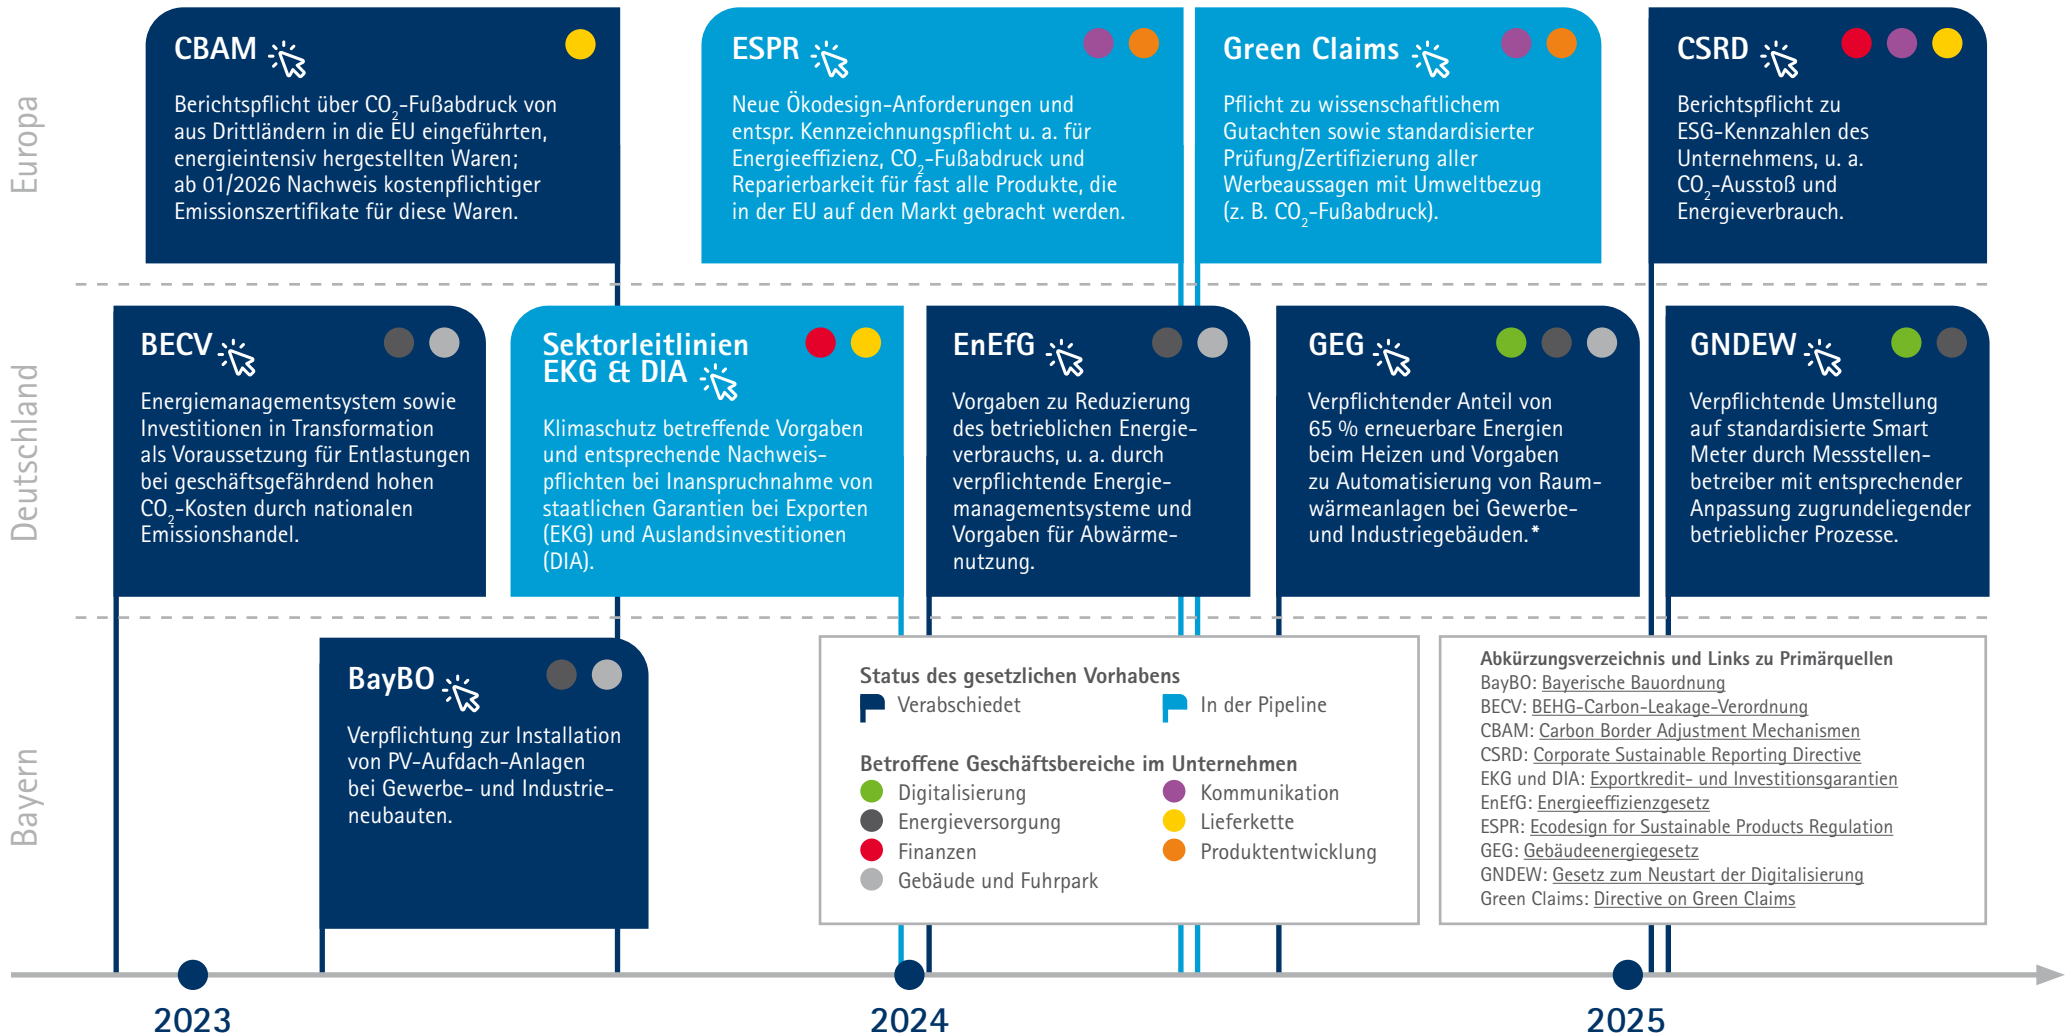 Europa
CBAM
Berichtspflicht über CO2-Fußabdruck von
aus Drittländern in die EU eingeführten,
energieintensiv hergestellten Waren;
ab 01/2026 Nachweis kostenpflichtiger
Emissionszertifikate für diese Waren.
ESPR
Neue Ökodesign-Anforderungen und
entspr. Kennzeichnungspflicht u. a. für
Energieeffizienz, CO2-Fußabdruck und
Reparierbarkeit für fast alle Produkte, die
in der EU auf den Markt gebracht werden.
Green Claims
Pflicht zu wissenschaftlichem
Gutachten sowie standardisierter
Prüfung/Zertifizierung aller
Werbeaussagen mit Umweltbezug
(z. B. CO2-Fußabdruck).
CSRD
Berichtspflicht zu
ESG-Kennzahlen des
Unternehmens, u. a.
CO2-Ausstoß und
Energieverbrauch.
Deutschland
BECV
Energiemanagementsystem sowie
Investitionen in Transformation
als Voraussetzung für Entlastungen
bei geschäftsgefährdend hohen
CO2-Kosten durch nationalen
Emissionshandel.
Sektorleitlinien
EKG & DIA
Klimaschutz betreffende Vorgaben
und entsprechende Nachweis-
pflichten bei Inanspruchnahme von
staatlichen Garantien bei Exporten
(EKG) und Auslandsinvestitionen
(DIA).
EnEfG
Vorgaben zu Reduzierung
des betrieblichen Energie-
verbrauchs, u. a. durch
verpflichtende Energie-
managementsysteme und
Vorgaben für Abwärme-
nutzung.
GEG
Verpflichtender Anteil von
65 % erneuerbare Energien
beim Heizen und Vorgaben
zu Automatisierung von Raum-
wärmeanlagen bei Gewerbe-
und Industriegebäuden.*
GNDEW
Verpflichtende Umstellung
auf standardisierte Smart
Meter durch Messstellen-
betreiber mit entsprechender
Anpassung zugrundeliegender
betrieblicher Prozesse.
Bayern
BayBO
Verpflichtung zur Installation
von PV-Aufdach-Anlagen
bei Gewerbe- und Industrie-
neubauten.
Status des gesetzlichen Vorhabens
Verabschiedet
In der Pipeline
Betroffene Geschäftsbereiche im Unternehmen
Digitalisierung
Energieversorgung
Finanzen
Gebäude und Fuhrpark
Kommunikation
Lieferkette
Produktentwicklung
Abkürzungsverzeichnis und Links zu Primärquellen
BayBO: Bayerische Bauordnung
BECV: BEHG-Carbon-Leakage-Verordnung
CBAM: Carbon Border Adjustment Mechanismen
CSRD: Corporate Sustainable Reporting Directive
EKG und DIA: Exportkredit- und Investitionsgarantien
EnEfG: Energieeffizienzgesetz
ESPR: Ecodesign for Sustainable Products Regulation
GEG: Gebäudeenergiegesetz
GNDEW: Gesetz zum Neustart der Digitalisierung
Green Claims: Directive on Green Claims
2023
2024
2025